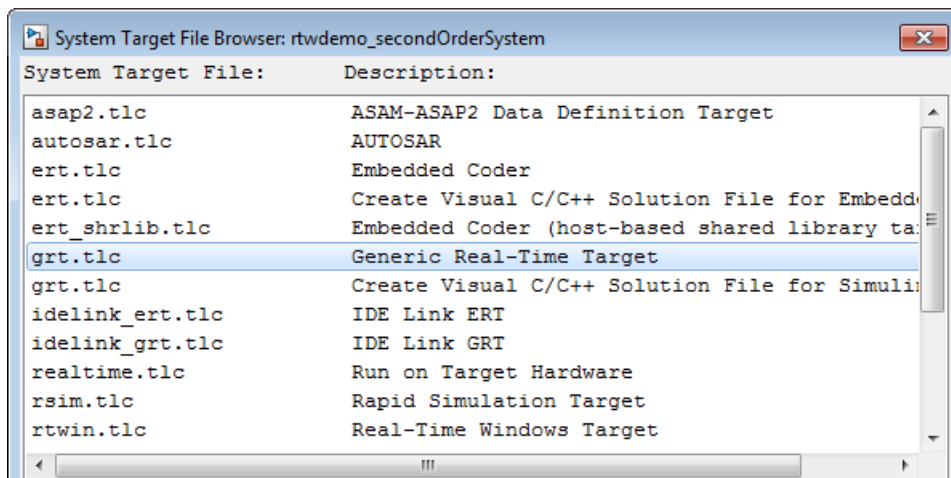 System Target File Browser: rtwdemo_secondOrderSystem
System Target File: Description:
asap2.tlc ASAM-ASAP2 Data Definition Target
autosar.tlc AUTOSAR
ert.tlc Embedded Coder
ert.tlc Create Visual C/C++ Solution File for Embedd
ert_shrlib.tlc Embedded Coder (host-based shared library ta
grt.tlc Generic Real-Time Target
grt.tlc Create Visual C/C++ Solution File for Simuli
idelink_ert.tlc IDE Link ERT
idelink_grt.tlc IDE Link GRT
realtime.tlc Run on Target Hardware
rsim.tlc Rapid Simulation Target
rtwin.tlc Real-Time Windows Target